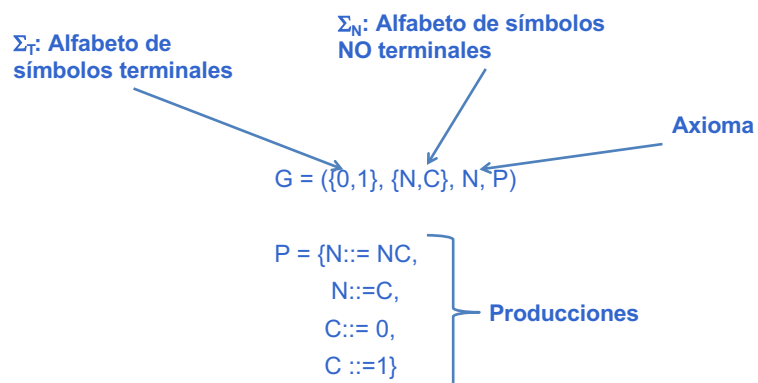 Σ_T: Alfabeto de
símbolos terminales
Σ_N: Alfabeto de símbolos
NO terminales
Axioma
G = ({0,1}, {N,C}, N, P)
P = {N::= NC,
N::=C,
C::= 0,
C ::=1}
Producciones